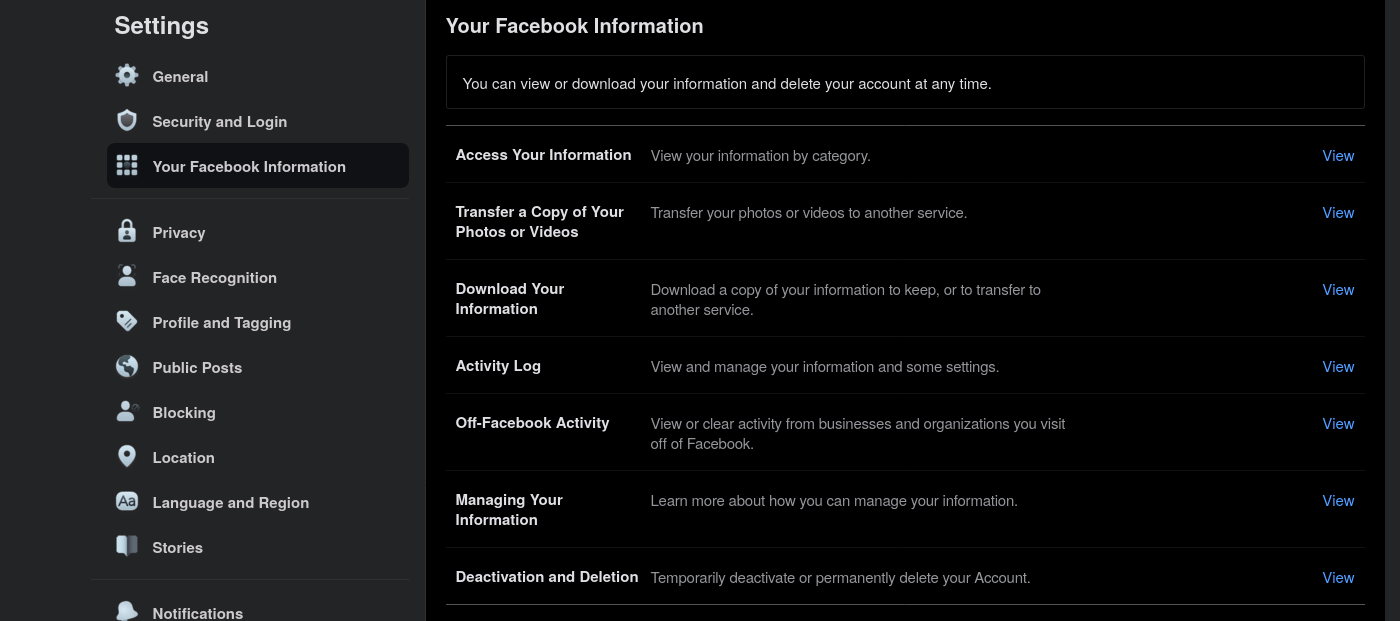 Settings
General
Security and Login
Your Facebook Information
Privacy
Face Recognition
Profile and Tagging
Public Posts
Blocking
Location
Aa
Language and Region
Stories
Notifications
Your Facebook Information
You can view or download your information and delete your account at any time.
Access Your Information View your information by category. View
Transfer a Copy of Your Transfer your photos or videos to another service. View
Photos or Videos
Download Your Download a copy of your information to keep, or to transfer to View
Information another service.
Activity Log View and manage your information and some settings. View
Off-Facebook Activity View or clear activity from businesses and organizations you visit View
off of Facebook.
Managing Your Learn more about how you can manage your information. View
Information
Deactivation and Deletion Temporarily deactivate or permanently delete your Account. View